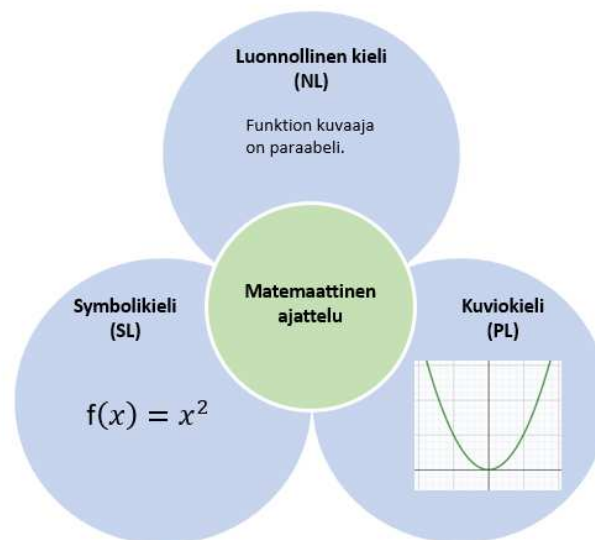 Luonnollinen kieli
(NL)
Funktion kuvaaja
on paraabeli.
Matemaattinen
ajattelu
Symbolikieli
(SL)
f(x) = x²
Kuviokieli
(PL)